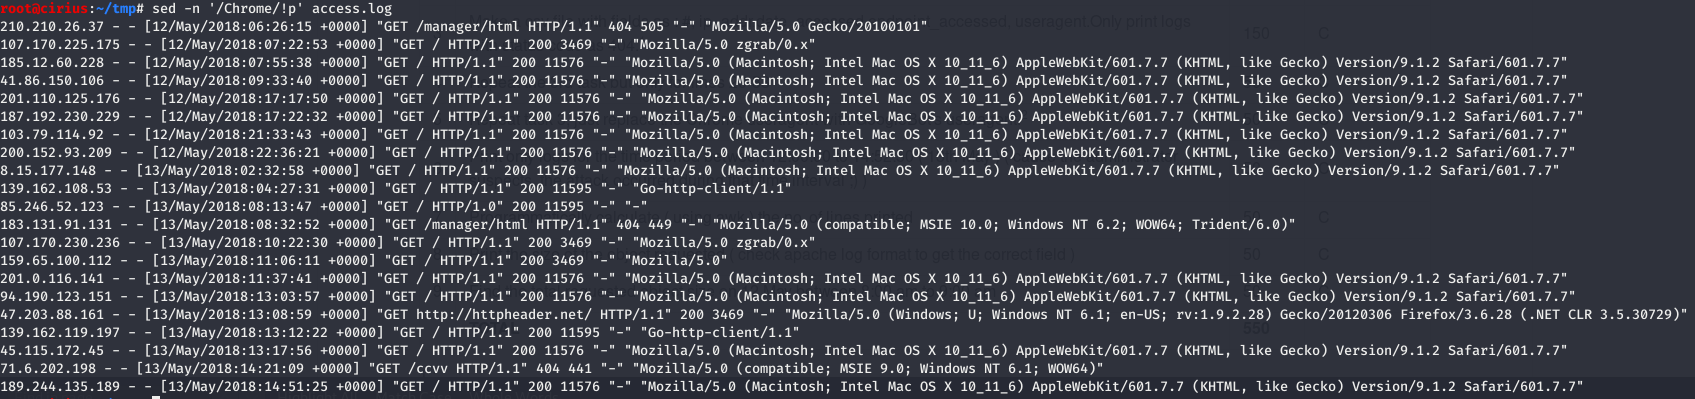 root@cirius:~/tmp# sed -n '/Chrome/!p' access.log
210.210.26.37 - - [12/May/2018:06:26:15 +0000] "GET /manager/html HTTP/1.1" 404 505 "-" "Mozilla/5.0 Gecko/20100101"
107.170.225.175 - - [12/May/2018:07:22:53 +0000] "GET / HTTP/1.1" 200 3469 "-" "Mozilla/5.0 zgrab/0.x"
185.12.60.228 - - [12/May/2018:07:55:38 +0000] "GET / HTTP/1.1" 200 11576 "-" "Mozilla/5.0 (Macintosh; Intel Mac OS X 10_11_6) AppleWebKit/601.7.7 (KHTML, like Gecko) Version/9.1.2 Safari/601.7.7"
41.86.150.106 - - [12/May/2018:09:33:40 +0000] "GET / HTTP/1.1" 200 11576 "-" "Mozilla/5.0 (Macintosh; Intel Mac OS X 10_11_6) AppleWebKit/601.7.7 (KHTML, like Gecko) Version/9.1.2 Safari/601.7.7"
201.110.125.176 - - [12/May/2018:17:17:50 +0000] "GET / HTTP/1.1" 200 11576 "-" "Mozilla/5.0 (Macintosh; Intel Mac OS X 10_11_6) AppleWebKit/601.7.7 (KHTML, like Gecko) Version/9.1.2 Safari/601.7.7"
187.192.230.229 - - [12/May/2018:17:22:32 +0000] "GET / HTTP/1.1" 200 11576 "-" "Mozilla/5.0 (Macintosh; Intel Mac OS X 10_11_6) AppleWebKit/601.7.7 (KHTML, like Gecko) Version/9.1.2 Safari/601.7.7"
103.79.114.92 - - [12/May/2018:21:33:43 +0000] "GET / HTTP/1.1" 200 11576 "-" "Mozilla/5.0 (Macintosh; Intel Mac OS X 10_11_6) AppleWebKit/601.7.7 (KHTML, like Gecko) Version/9.1.2 Safari/601.7.7"
200.152.93.209 - - [12/May/2018:22:36:21 +0000] "GET / HTTP/1.1" 200 11576 "-" "Mozilla/5.0 (Macintosh; Intel Mac OS X 10_11_6) AppleWebKit/601.7.7 (KHTML, like Gecko) Version/9.1.2 Safari/601.7.7"
8.15.177.148 - - [13/May/2018:02:32:58 +0000] "GET / HTTP/1.1" 200 11576 "-" "Mozilla/5.0 (Macintosh; Intel Mac OS X 10_11_6) AppleWebKit/601.7.7 (KHTML, like Gecko) Version/9.1.2 Safari/601.7.7"
139.162.108.53 - - [13/May/2018:04:27:31 +0000] "GET / HTTP/1.1" 200 11595 "-" "Go-http-client/1.1"
85.246.52.123 - - [13/May/2018:08:13:47 +0000] "GET / HTTP/1.0" 200 11595 "-" "-"
183.131.91.131 - - [13/May/2018:08:32:52 +0000] "GET /manager/html HTTP/1.1" 404 449 "-" "Mozilla/5.0 (compatible; MSIE 10.0; Windows NT 6.2; WOW64; Trident/6.0)"
107.170.230.236 - - [13/May/2018:10:22:30 +0000] "GET / HTTP/1.1" 200 3469 "-" "Mozilla/5.0 zgrab/0.x"
159.65.100.112 - - [13/May/2018:11:06:11 +0000] "GET / HTTP/1.1" 200 3469 "-" "Mozilla/5.0"
201.0.116.141 - - [13/May/2018:11:37:41 +0000] "GET / HTTP/1.1" 200 11576 "-" "Mozilla/5.0 (Macintosh; Intel Mac OS X 10_11_6) AppleWebKit/601.7.7 (KHTML, like Gecko) Version/9.1.2 Safari/601.7.7"
94.190.123.151 - - [13/May/2018:13:03:57 +0000] "GET / HTTP/1.1" 200 11576 "-" "Mozilla/5.0 (Macintosh; Intel Mac OS X 10_11_6) AppleWebKit/601.7.7 (KHTML, like Gecko) Version/9.1.2 Safari/601.7.7"
47.203.88.161 - - [13/May/2018:13:08:59 +0000] "GET http://httpheader.net/ HTTP/1.1" 200 3469 "-" "Mozilla/5.0 (Windows; U; Windows NT 6.1; en-US; rv:1.9.2.28) Gecko/20120306 Firefox/3.6.28 (.NET CLR 3.5.30729)"
139.162.119.197 - - [13/May/2018:13:12:22 +0000] "GET / HTTP/1.1" 200 11595 "-" "Go-http-client/1.1"
45.115.172.45 - - [13/May/2018:13:17:56 +0000] "GET / HTTP/1.1" 200 11576 "-" "Mozilla/5.0 (Macintosh; Intel Mac OS X 10_11_6) AppleWebKit/601.7.7 (KHTML, like Gecko) Version/9.1.2 Safari/601.7.7"
71.6.202.198 - - [13/May/2018:14:21:09 +0000] "GET /ccvv HTTP/1.1" 404 441 "-" "Mozilla/5.0 (compatible; MSIE 9.0; Windows NT 6.1; WOW64)"
189.244.135.189 - - [13/May/2018:14:51:25 +0000] "GET / HTTP/1.1" 200 11576 "-" "Mozilla/5.0 (Macintosh; Intel Mac OS X 10_11_6) AppleWebKit/601.7.7 (KHTML, like Gecko) Version/9.1.2 Safari/601.7.7"